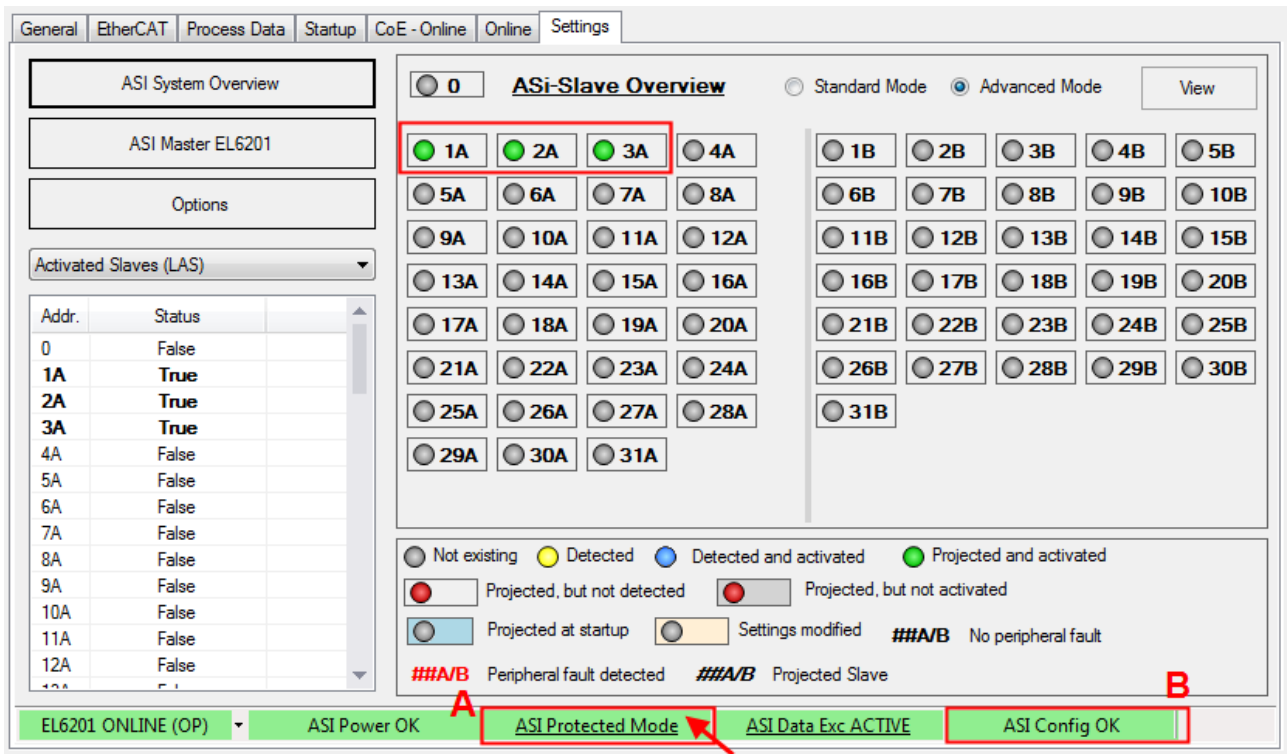 General EtherCAT Process Data Startup CoE - Online Online Settings
ASI System Overview
ASI Master EL6201
Options
Activated Slaves (LAS)
Addr. Status
0 False
1A True
2A True
3A True
4A False
5A False
6A False
7A False
8A False
9A False
10A False
11A False
12A False
0 ASi-Slave Overview Standard Mode Advanced Mode View
1A 2A 3A 4A 1B 2B 3B 4B 5B
5A 6A 7A 8A 6B 7B 8B 9B 10B
9A 10A 11A 12A 11B 12B 13B 14B 15B
13A 14A 15A 16A 16B 17B 18B 19B 20B
17A 18A 19A 20A 21B 22B 23B 24B 25B
21A 22A 23A 24A 26B 27B 28B 29B 30B
25A 26A 27A 28A 31B
29A 30A 31A
Not existing Detected Detected and activated Projected and activated
Projected, but not detected Projected, but not activated
Projected at startup Settings modified ##A/B No peripheral fault
##A/B Peripheral fault detected ##A/B Projected Slave
A B
EL6201 ONLINE (OP) ASI Power OK ASI Protected Mode ASI Data Exc ACTIVE ASI Config OK